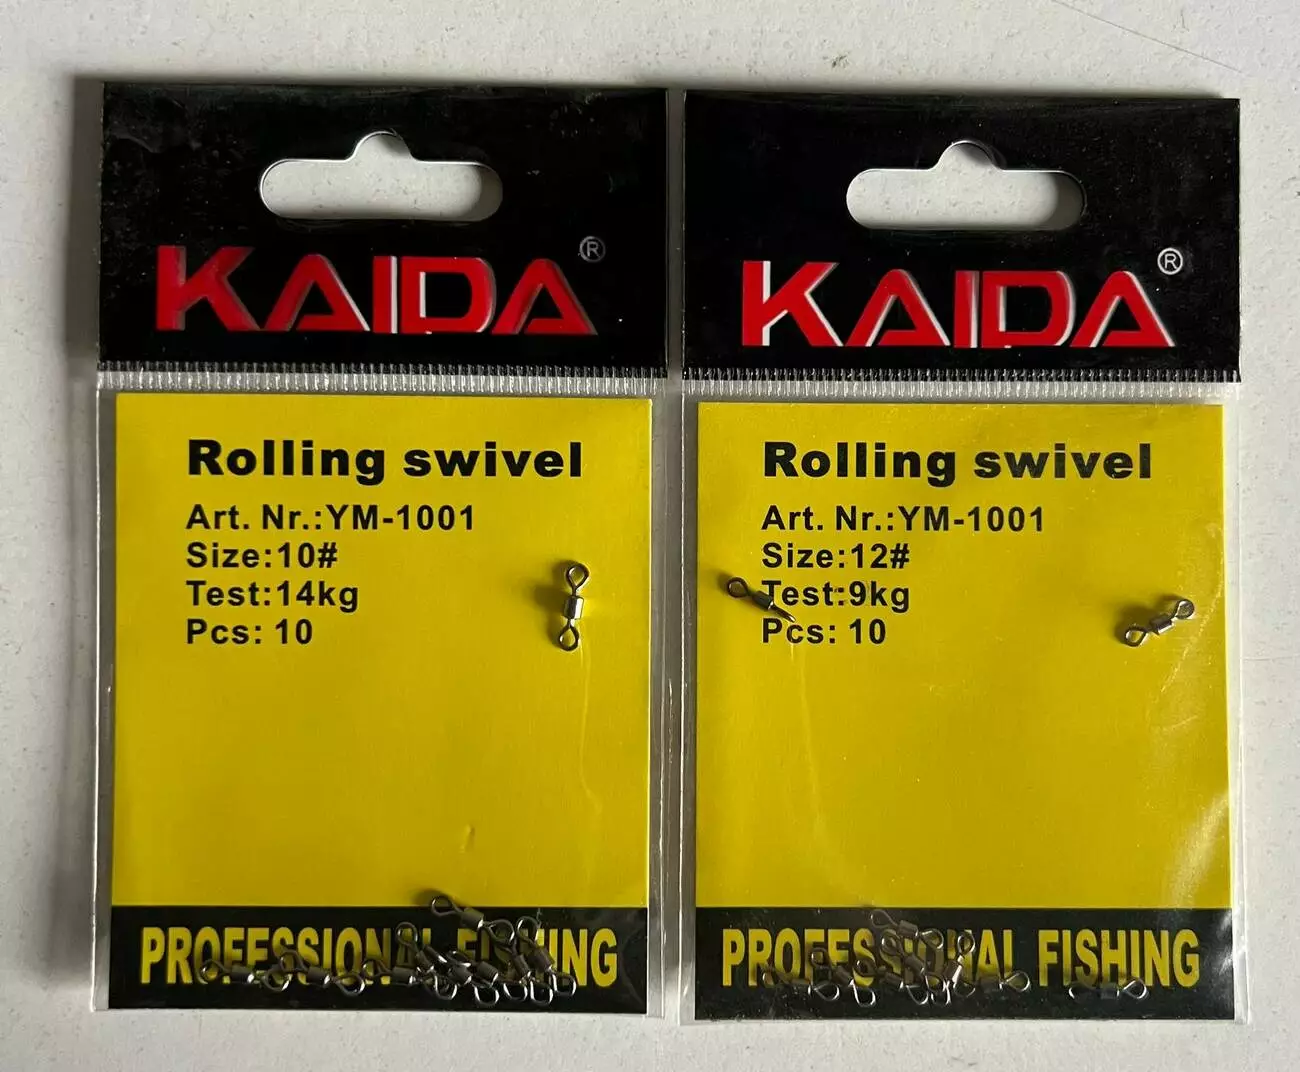 KAIDA®
Rolling swivel
Art. Nr.:YM-1001
Size:10#
Test:14kg
Pcs: 10
PROFESSIONAL FISHING
KAIDA®
Rolling swivel
Art. Nr.:YM-1001
Size:12#
Test:9kg
Pcs: 10
PROFESSIONAL FISHING